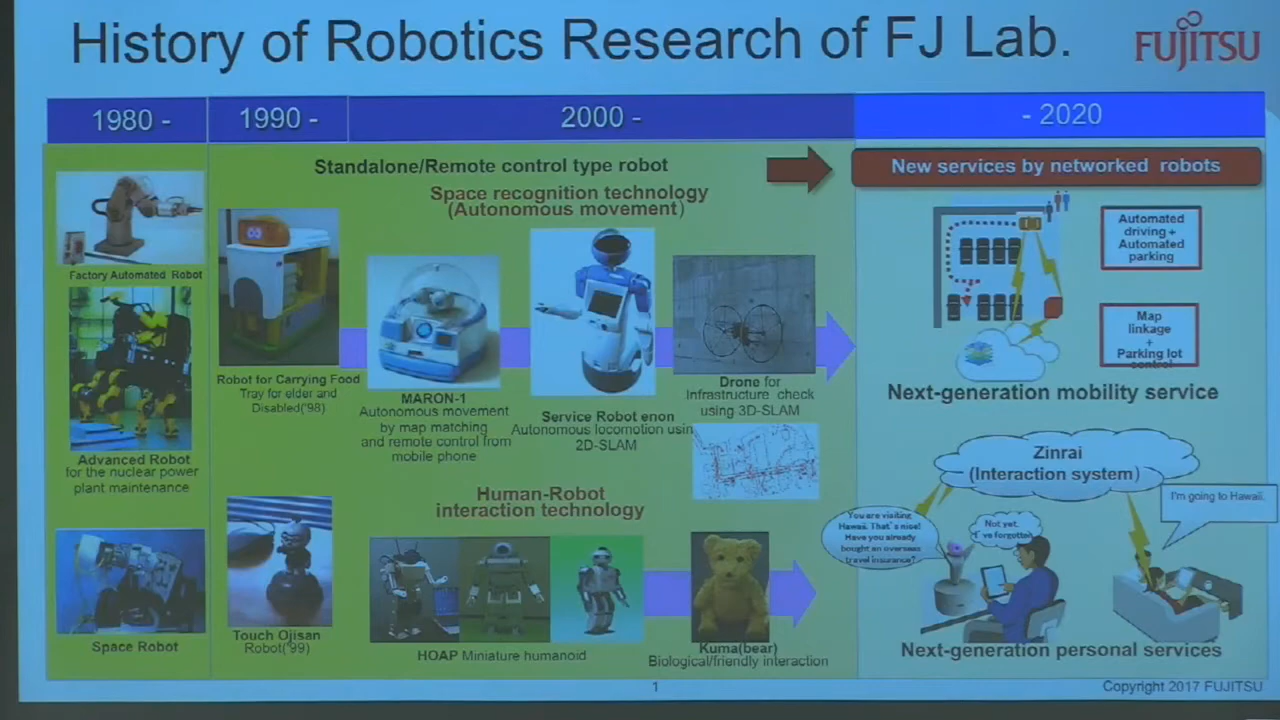 History of Robotics Research of FJ Lab.
FUJITSU
1980 -
1990 -
2000 -
- 2020
Standalone/Remote control type robot
New services by networked robots
Space recognition technology
(Autonomous movement)
Factory Automated Robot
Advanced Robot
for the nuclear power
plant maintenance
Space Robot
Robot for Carrying Food
Tray for elder and
Disabled('98)
MARON-1
Autonomous movement
by map matching
and remote control from
mobile phone
Service Robot enon
Autonomous locomotion usin
2D-SLAM
Drone for
Infrastructure check
using 3D-SLAM
Human-Robot
interaction technology
Touch Ojisan
Robot('99)
HOAP Miniature humanoid
Kuma(bear)
Biological/friendly interaction
Automated
driving +
Automated
parking
Map
linkage
+
Parking lot
control
Next-generation mobility service
Zinrai
(Interaction system)
I'm going to Hawaii.
You are visiting
Hawaii. That's nice!
Have you already
bought an overseas
travel insurance?
Not yet.
I've forgotten
Next-generation personal services
1
Copyright 2017 FUJITSU